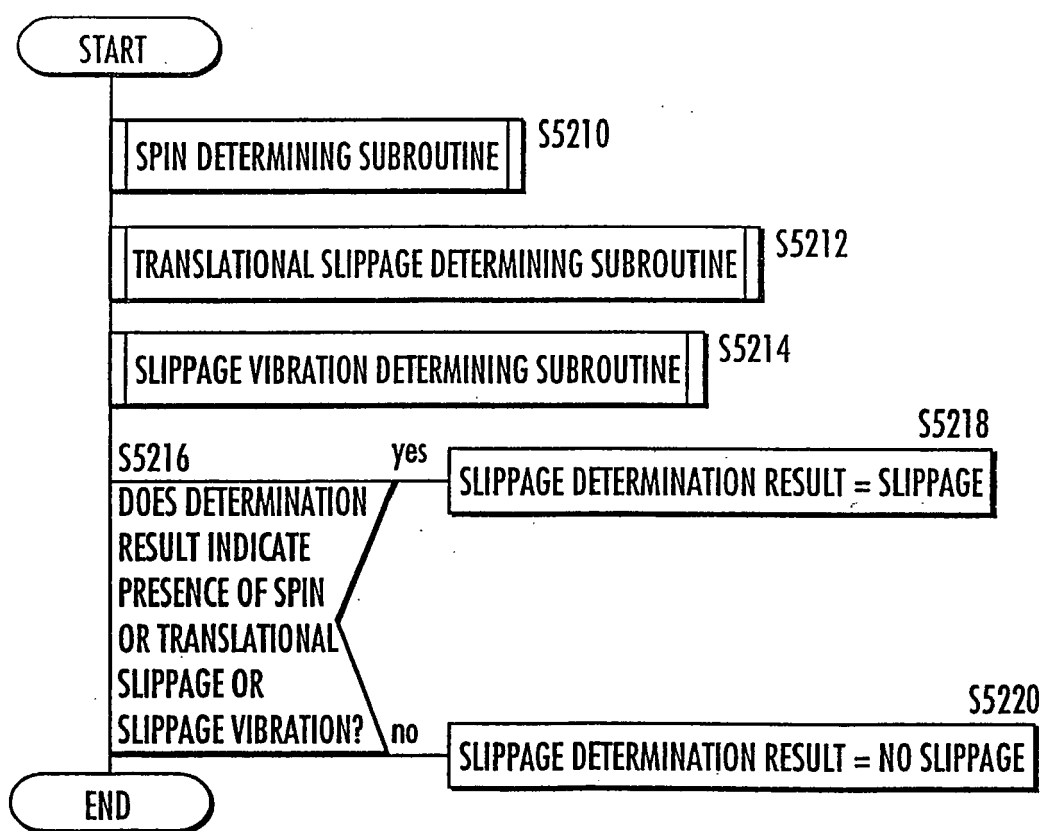 START
SPIN DETERMINING SUBROUTINE
S5210
TRANSLATIONAL SLIPPAGE DETERMINING SUBROUTINE
S5212
SLIPPAGE VIBRATION DETERMINING SUBROUTINE
S5214
S5216
yes
S5218
SLIPPAGE DETERMINATION RESULT = SLIPPAGE
DOES DETERMINATION
RESULT INDICATE
PRESENCE OF SPIN
OR TRANSLATIONAL
SLIPPAGE OR
SLIPPAGE VIBRATION?
no
S5220
SLIPPAGE DETERMINATION RESULT = NO SLIPPAGE
END